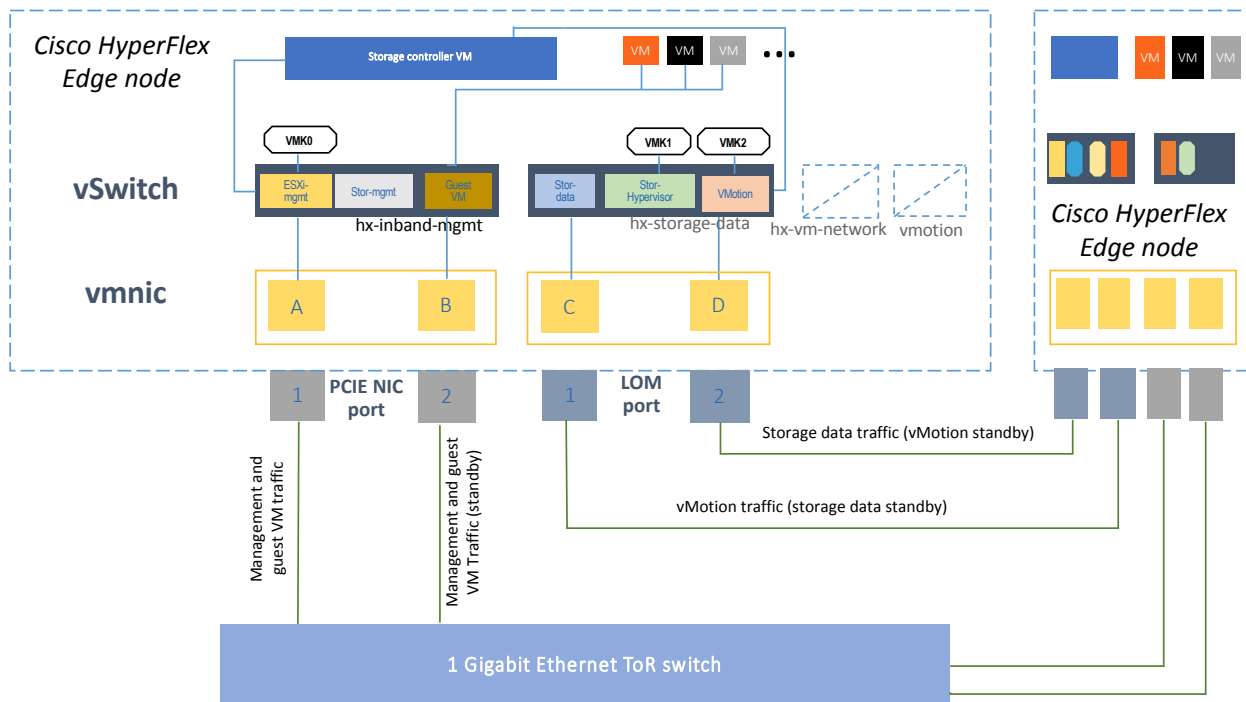 Cisco HyperFlex
Edge node
Storage controller VM
VM
VM
VM
...
VM
VM
VM
VMK0
VMK1
VMK2
vSwitch
ESXi-
mgmt
Stor-mgmt
Guest
VM
Stor-
data
Stor-
Hypervisor
VMotion
hx-inband-mgmt
hx-storage-data
hx-vm-network
vmotion
Cisco HyperFlex
Edge node
vmnic
A
B
C
D
1
PCIE NIC
port
2
1
LOM
port
2
Storage data traffic (vMotion standby)
vMotion traffic (storage data standby)
Management and
guest VM traffic
Management and guest
VM Traffic (standby)
1 Gigabit Ethernet ToR switch